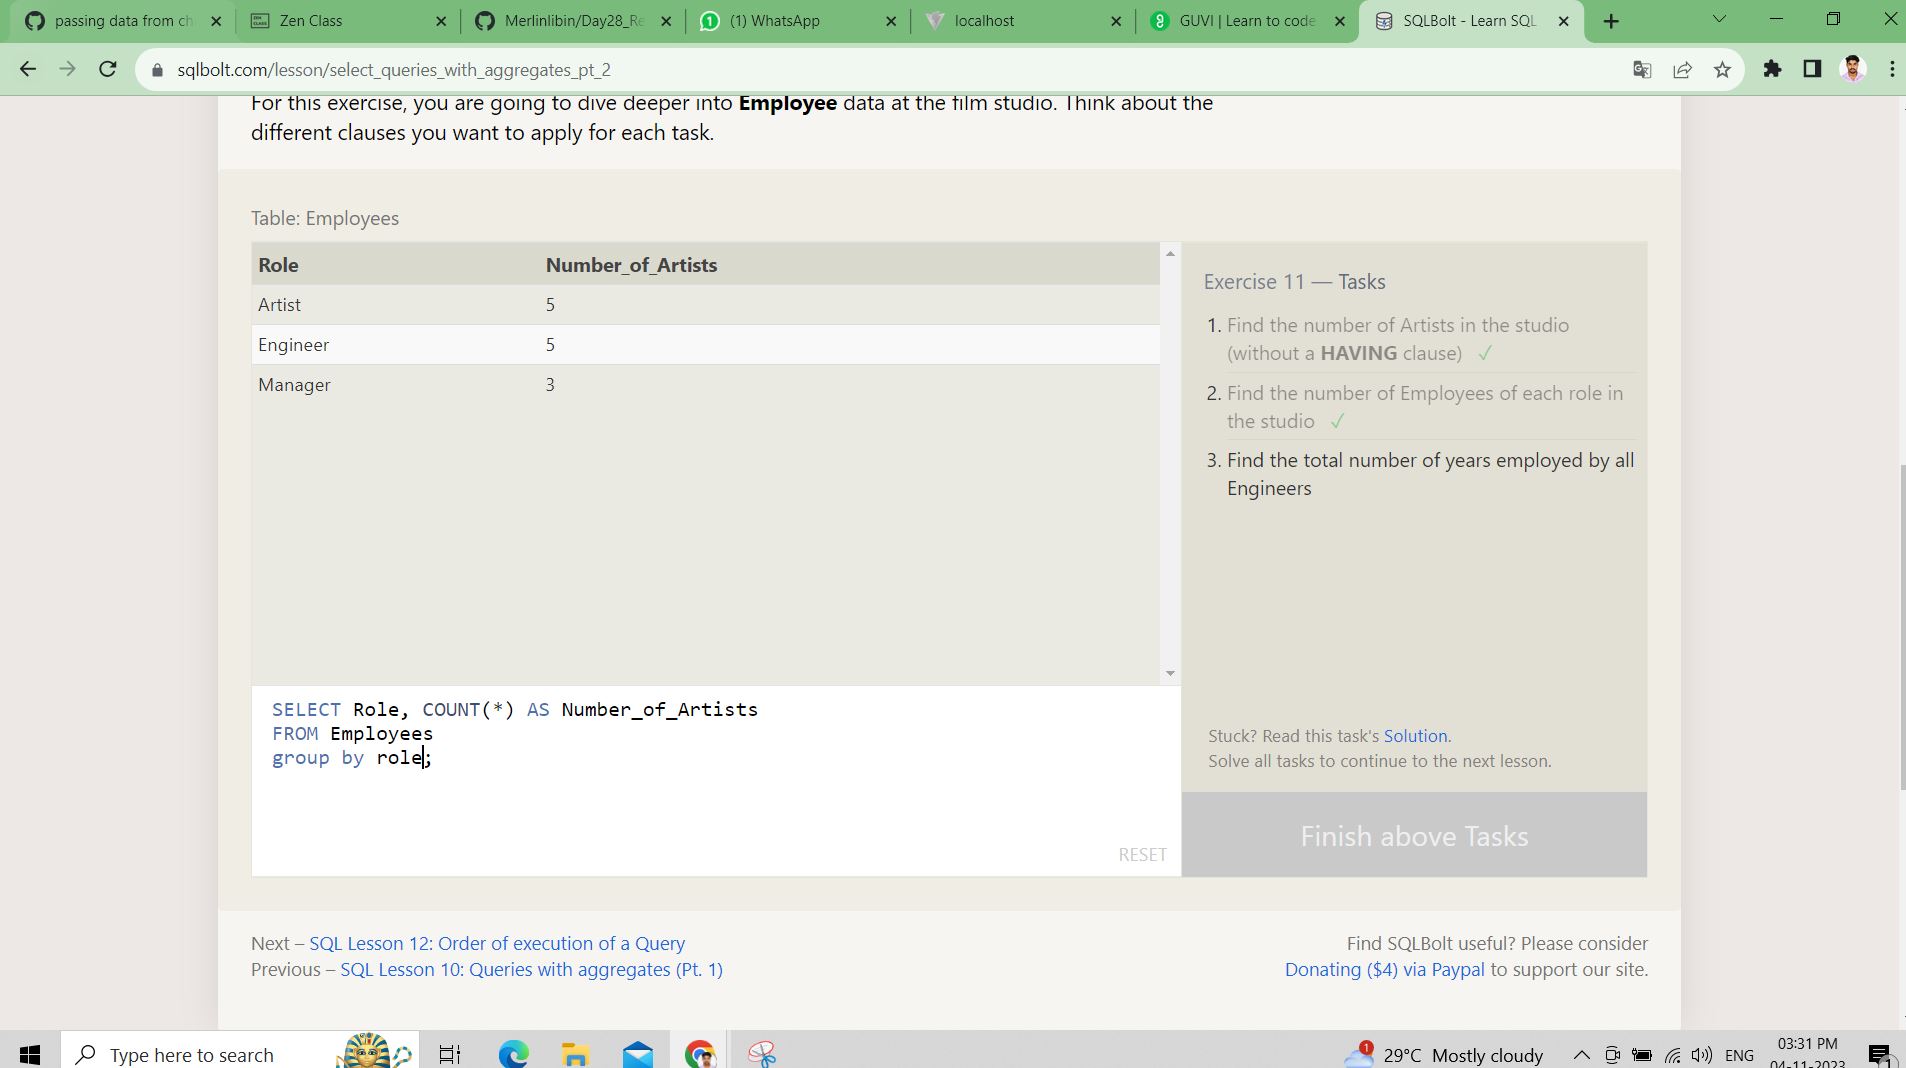 passing data from ch
Zen Class
Merlinlibin/Day28_Re
(1) WhatsApp
localhost
GUVI | Learn to code
SQLBolt - Learn SQL
sqlbolt.com/lesson/select_queries_with_aggregates_pt_2
For this exercise, you are going to dive deeper into Employee data at the film studio. Think about the
different clauses you want to apply for each task.
Table: Employees
Role Number_of_Artists
Artist 5
Engineer 5
Manager 3
Exercise 11 — Tasks
1. Find the number of Artists in the studio
(without a HAVING clause) ✓
2. Find the number of Employees of each role in
the studio ✓
3. Find the total number of years employed by all
Engineers
SELECT Role, COUNT(*) AS Number_of_Artists
FROM Employees
group by role;
RESET
Stuck? Read this task's Solution.
Solve all tasks to continue to the next lesson.
Finish above Tasks
Next – SQL Lesson 12: Order of execution of a Query
Previous – SQL Lesson 10: Queries with aggregates (Pt. 1)
Find SQLBolt useful? Please consider
Donating ($4) via Paypal to support our site.
Type here to search
1
29°C Mostly cloudy
ENG
03:31 PM
04-11-2023
1